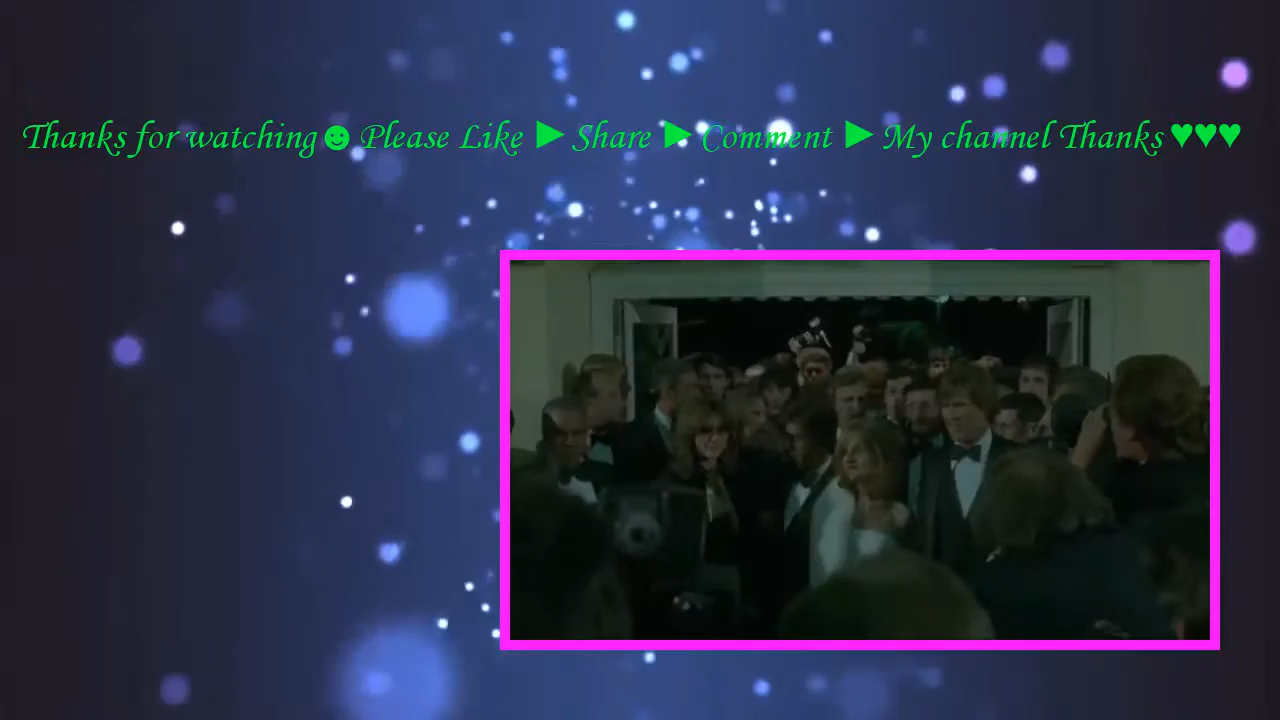 Thanks for watching☻Please Like ► Share ► Comment ► My channel Thanks ♥♥♥